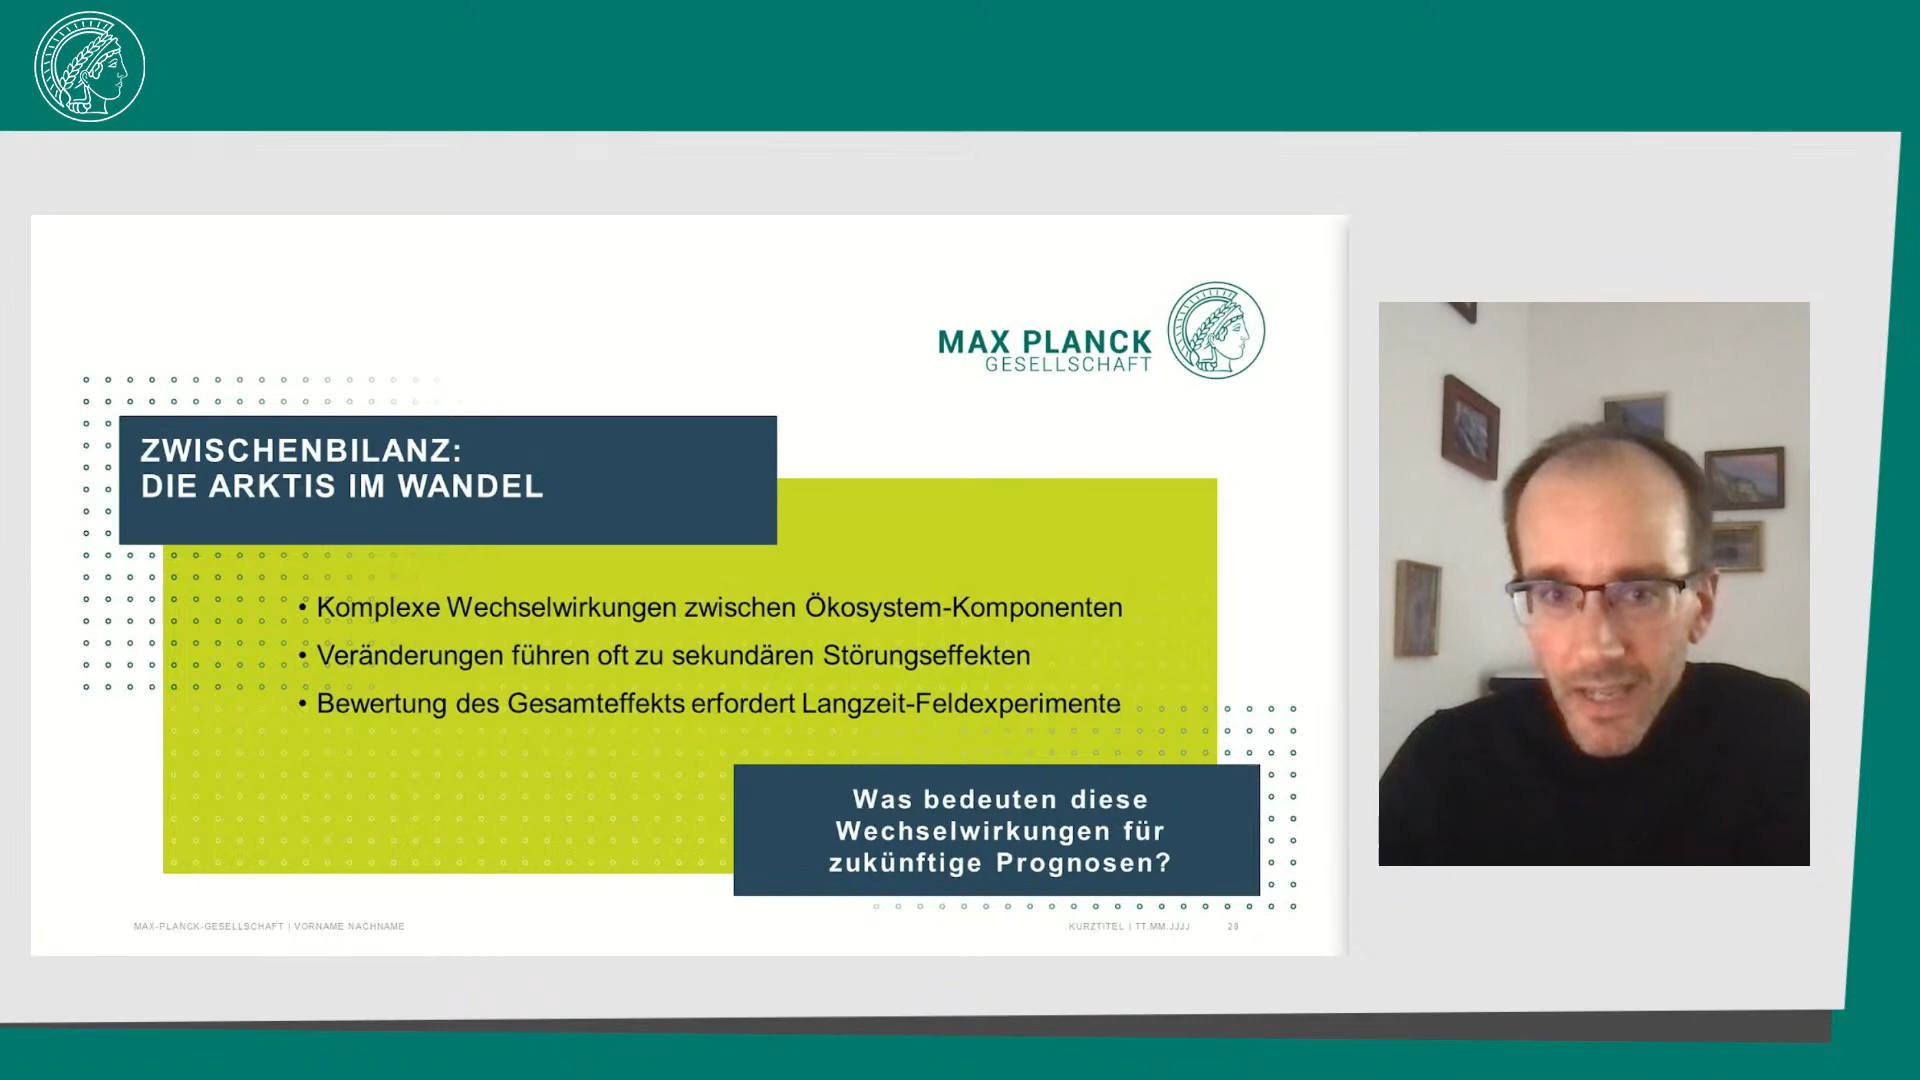 MAX PLANCK
GESELLSCHAFT
ZWISCHENBILANZ:
DIE ARKTIS IM WANDEL
• Komplexe Wechselwirkungen zwischen Ökosystem-Komponenten
• Veränderungen führen oft zu sekundären Störungseffekten
• Bewertung des Gesamteffekts erfordert Langzeit-Feldexperimente
Was bedeuten diese
Wechselwirkungen für
zukünftige Prognosen?
MAX-PLANCK-GESELLSCHAFT | VORNAME NACHNAME
KURZTITEL | TT.MM.JJJJ